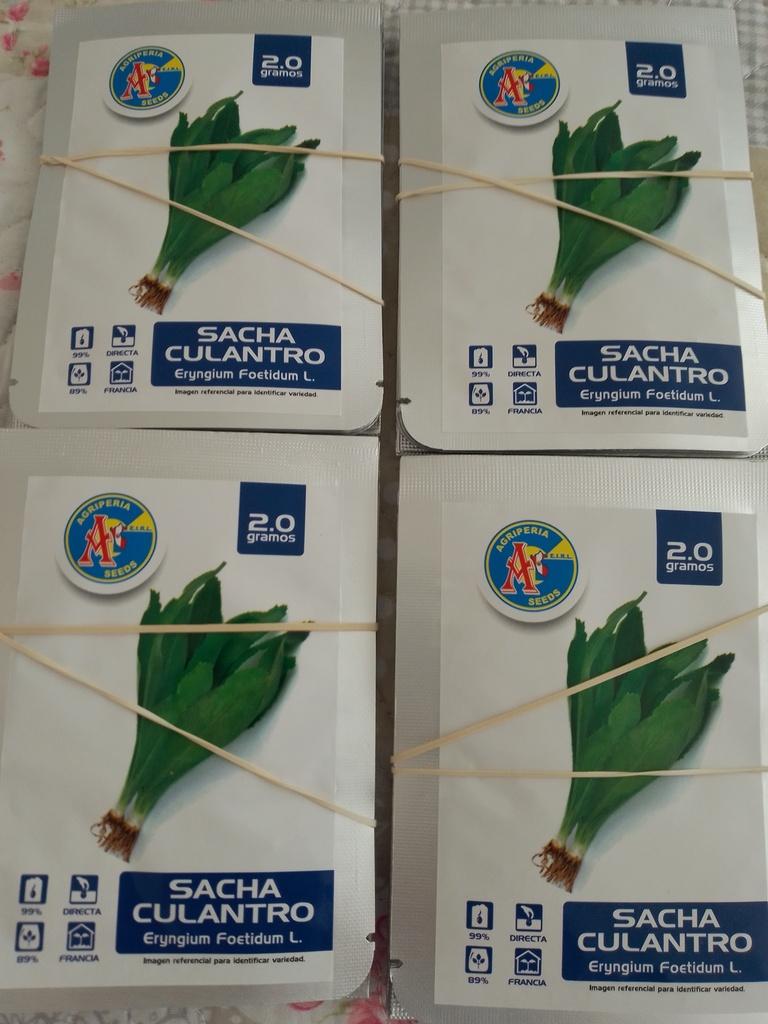 AGRIPERIA
A
E.I.R.L.
SEEDS
2.0
gramos
99%
DIRECTA
89%
FRANCIA
SACHA
CULANTRO
Eryngium Foetidum L.
Imagen referencial para identificar variedad.
AGRIPERIA
A
E.I.R.L.
SEEDS
2.0
gramos
99%
DIRECTA
89%
FRANCIA
SACHA
CULANTRO
Eryngium Foetidum L.
Imagen referencial para identificar variedad.
AGRIPERIA
A
E.I.R.L.
SEEDS
2.0
gramos
99%
DIRECTA
89%
FRANCIA
SACHA
CULANTRO
Eryngium Foetidum L.
Imagen referencial para identificar variedad.
AGRIPERIA
A
E.I.R.L.
SEEDS
2.0
gramos
99%
DIRECTA
89%
FRANCIA
SACHA
CULANTRO
Eryngium Foetidum L.
Imagen referencial para identificar variedad.